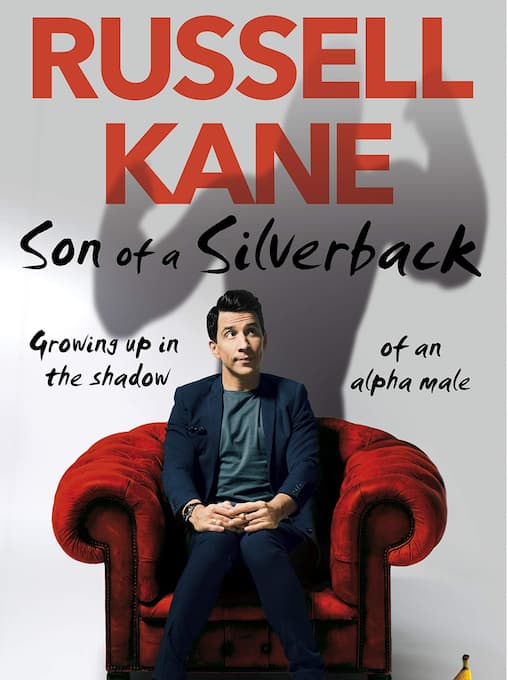 RUSSELL
KANE
Son of a Silverback
Growing up in
the shadow
of an
alpha male